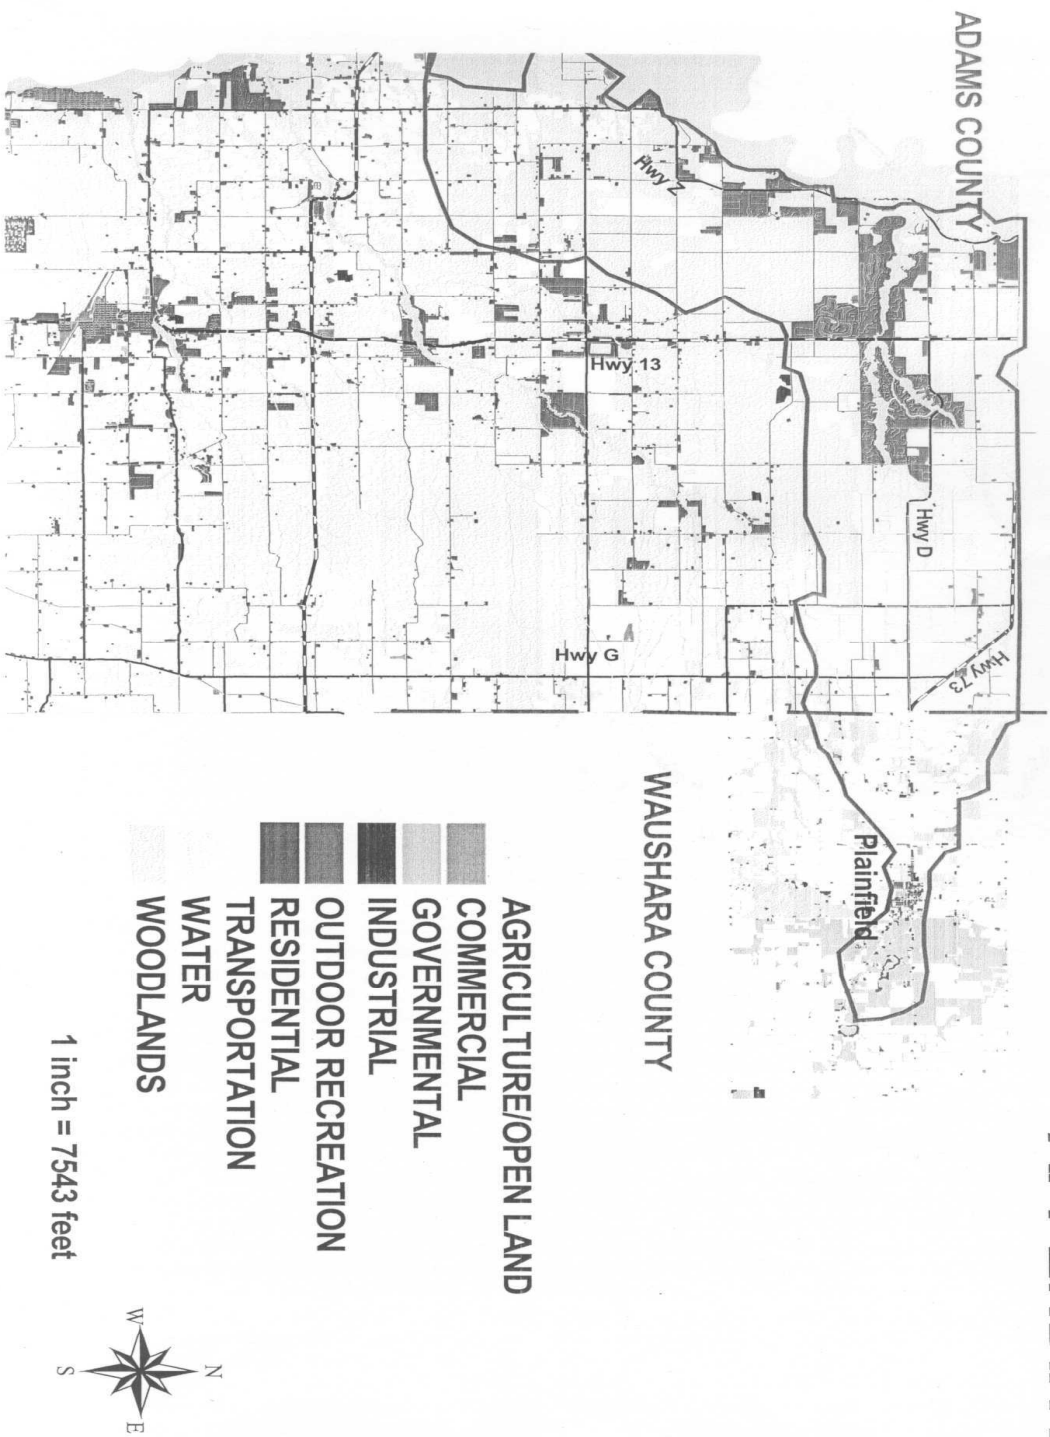 ADAMS COUNTY
Hwy Z
Hwy 13
Hwy D
Hwy G
Hwy 73
Plainfield
WAUSHARA COUNTY
AGRICULTURE/OPEN LAND
COMMERCIAL
GOVERNMENTAL
INDUSTRIAL
OUTDOOR RECREATION
RESIDENTIAL
TRANSPORTATION
WATER
WOODLANDS
1 inch = 7543 feet
N
W
E
S